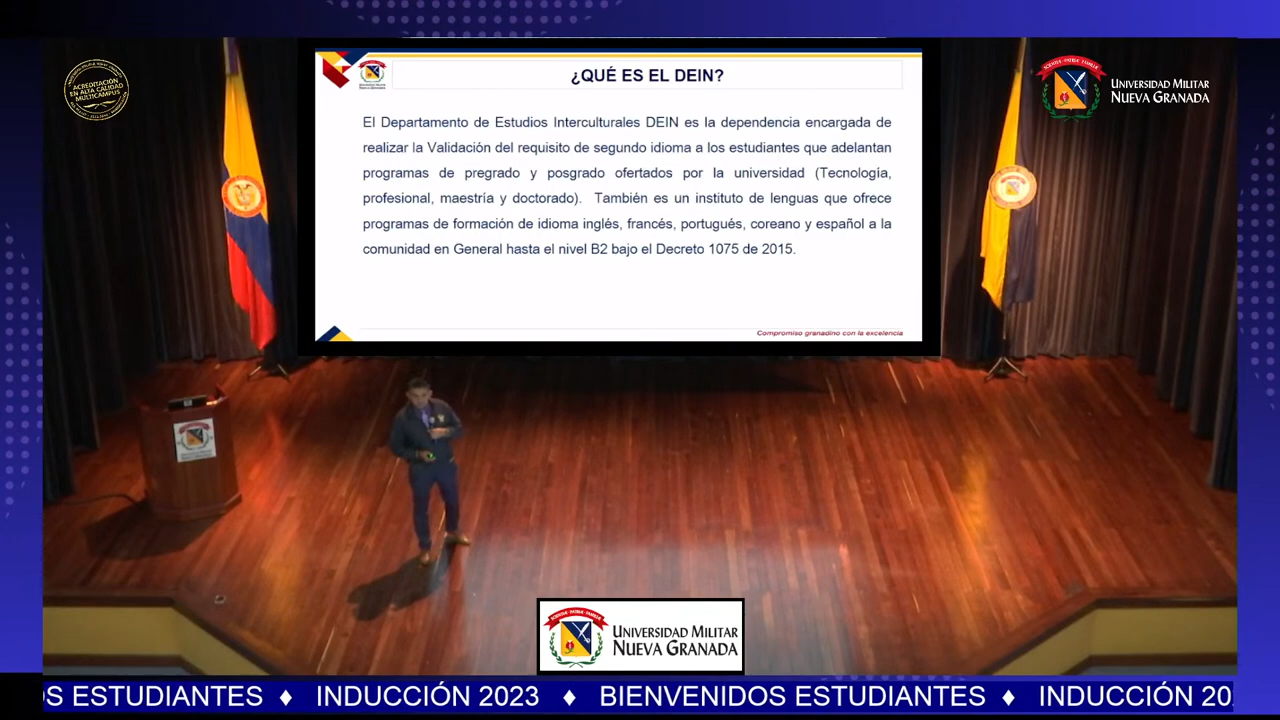 ACREDITACIÓN
EN ALTA CALIDAD
MULTICAMPUS
¿QUÉ ES EL DEIN?
UNIVERSIDAD MILITAR
NUEVA GRANADA
El Departamento de Estudios Interculturales DEIN es la dependencia encargada de
realizar la Validación del requisito de segundo idioma a los estudiantes que adelantan
programas de pregrado y posgrado ofertados por la universidad (Tecnología,
profesional, maestría y doctorado). También es un instituto de lenguas que ofrece
programas de formación de idioma inglés, francés, portugués, coreano y español a la
comunidad en General hasta el nivel B2 bajo el Decreto 1075 de 2015.
Compromiso granadino con la excelencia
UNIVERSIDAD MILITAR
NUEVA GRANADA
OS ESTUDIANTES ♦ INDUCCIÓN 2023 ♦ BIENVENIDOS ESTUDIANTES ♦ INDUCCIÓN 20